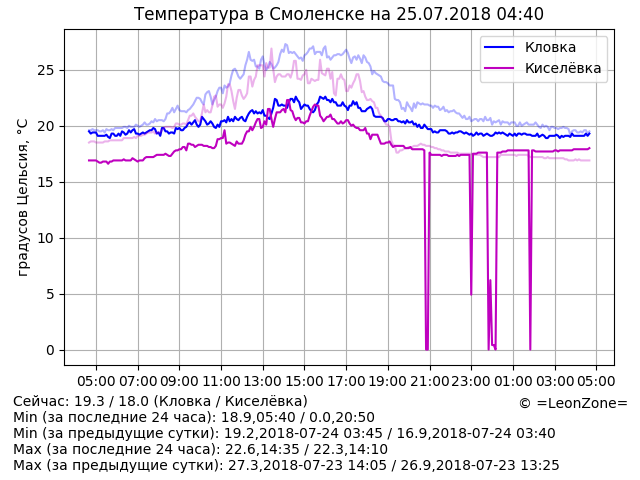 Температура в Смоленске на 25.07.2018 04:40
Кловка
Киселёвка
градусов Цельсия, °C
25
20
15
10
5
0
05:00 07:00 09:00 11:00 13:00 15:00 17:00 19:00 21:00 23:00 01:00 03:00 05:00
Сейчас: 19.3 / 18.0 (Кловка / Киселёвка)
© =LeonZone=
Min (за последние 24 часа): 18.9,05:40 / 0.0,20:50
Min (за предыдущие сутки): 19.2,2018-07-24 03:45 / 16.9,2018-07-24 03:40
Max (за последние 24 часа): 22.6,14:35 / 22.3,14:10
Max (за предыдущие сутки): 27.3,2018-07-23 14:05 / 26.9,2018-07-23 13:25